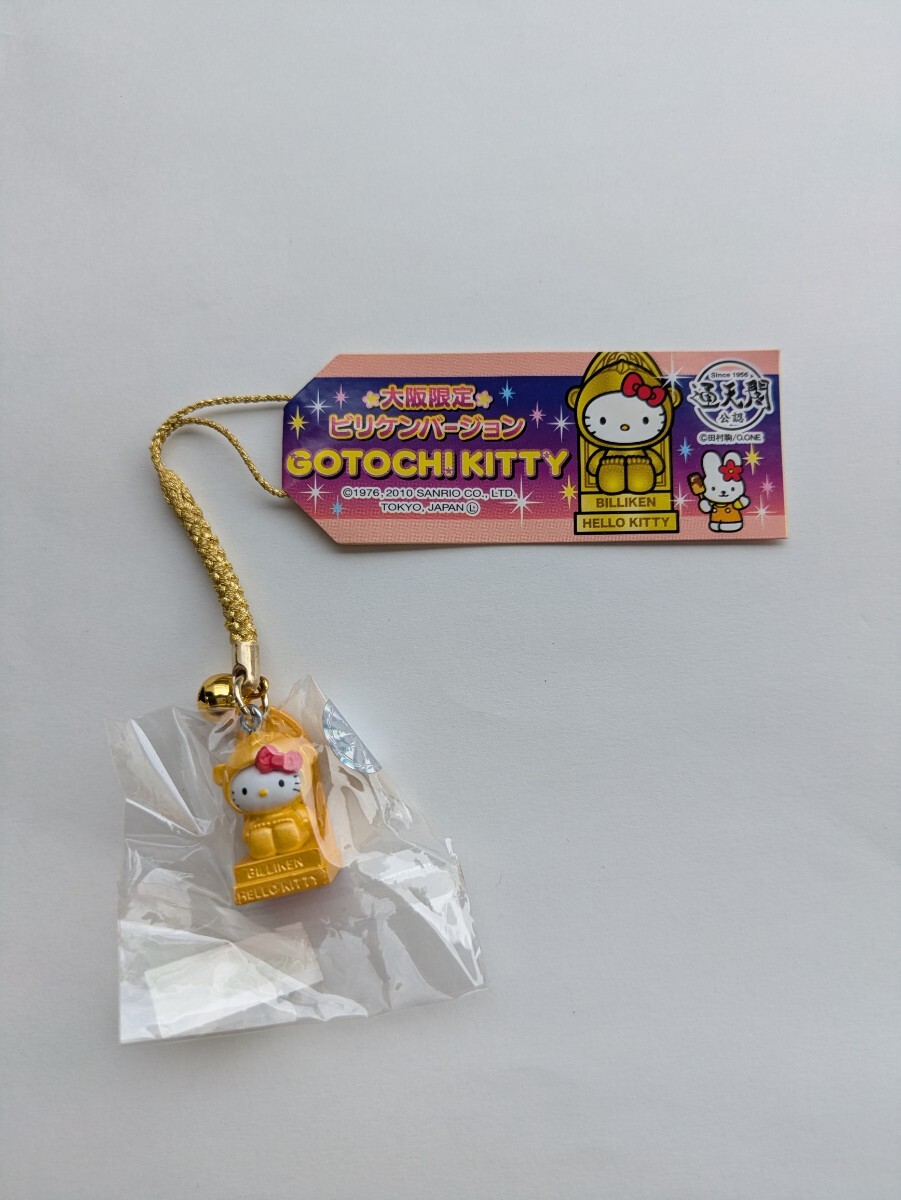 大阪限定
ビリケンバージョン
GOTOCHI KITTY
©1976, 2010 SANRIO CO., LTD.
TOKYO, JAPAN Ⓛ
BILLIKEN
HELLO KITTY
Since 1956
通天閣
公認
©田村駒/O.ONE
BILLIKEN
HELLO KITTY